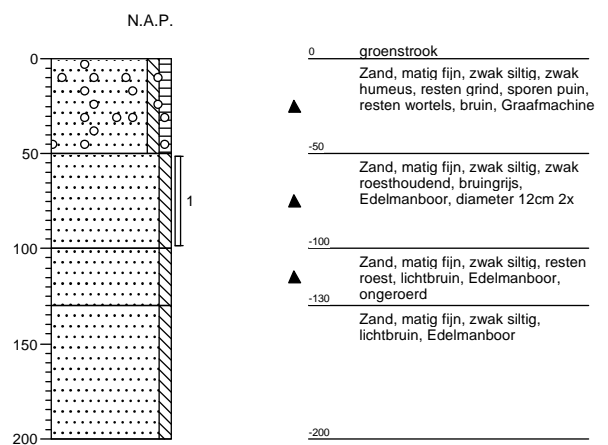 N.A.P.
0
50
100
150
200
1
0
groenstrook
Zand, matig fijn, zwak siltig, zwak
humeus, resten grind, sporen puin,
resten wortels, bruin, Graafmachine
-50
Zand, matig fijn, zwak siltig, zwak
roesthoudend, bruingrijs,
Edelmanboor, diameter 12cm 2x
-100
Zand, matig fijn, zwak siltig, resten
roest, lichtbruin, Edelmanboor,
ongeroerd
-130
Zand, matig fijn, zwak siltig,
lichtbruin, Edelmanboor
-200